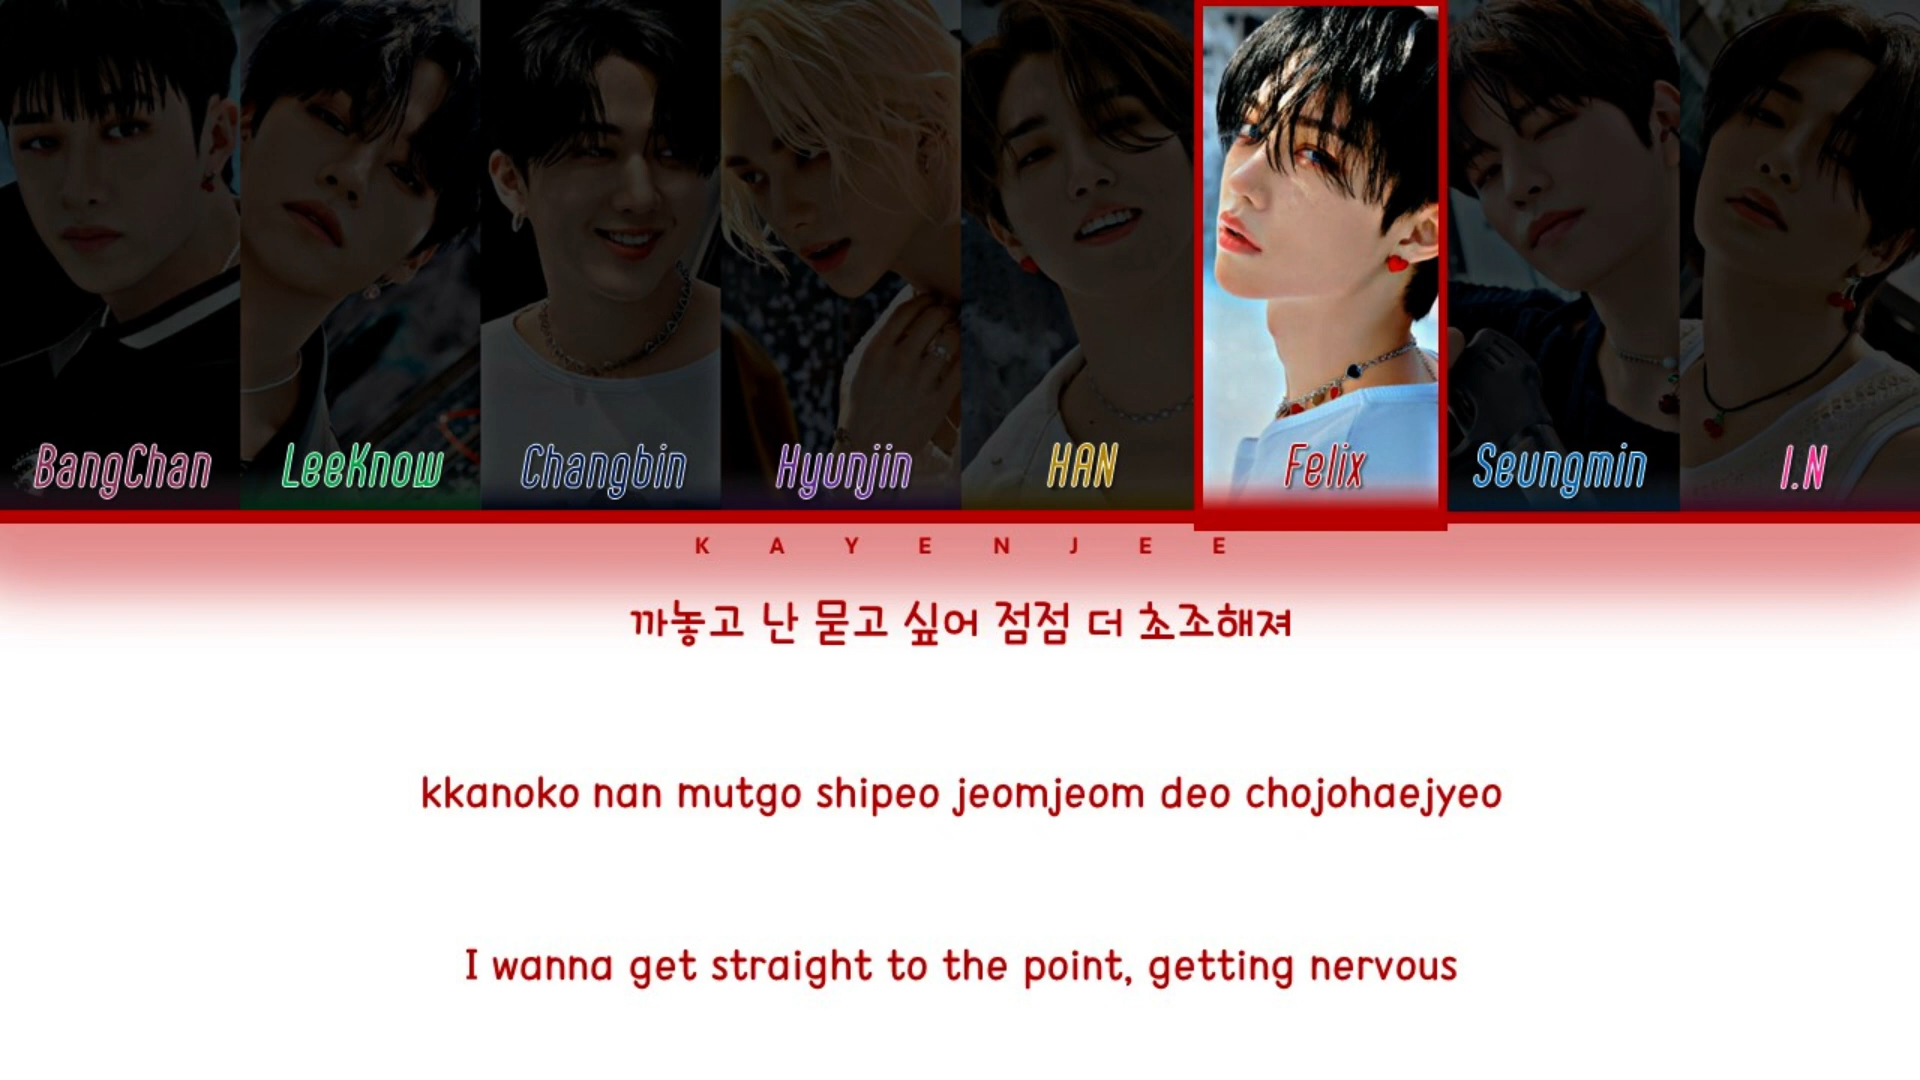 BangChan LeeKnow Changbin Hyunjin HAN Felix Seungmin I.N
KAYENJEE
까놓고 난 묻고 싶어 점점 더 초조해져
kkanoko nan mutgo shipeo jeomjeom deo chojohaejyeo
I wanna get straight to the point, getting nervous